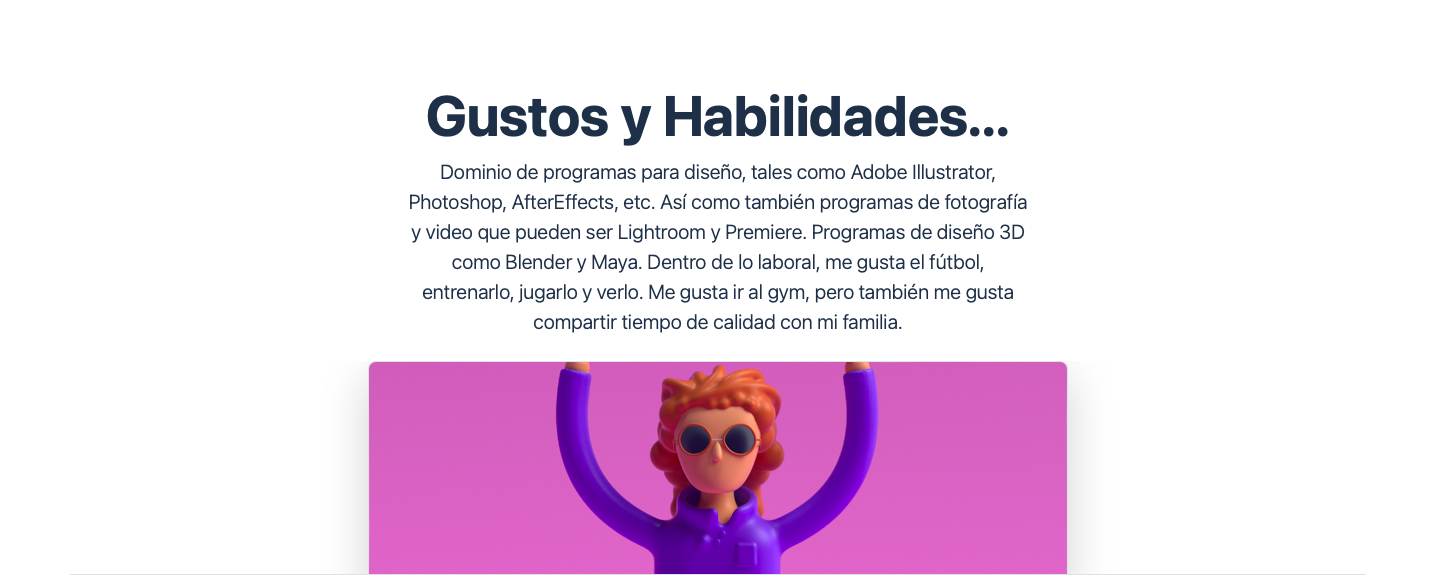 Gustos y Habilidades...
Dominio de programas para diseño, tales como Adobe Illustrator,
Photoshop, AfterEffects, etc. Así como también programas de fotografía
y video que pueden ser Lightroom y Premiere. Programas de diseño 3D
como Blender y Maya. Dentro de lo laboral, me gusta el fútbol,
entrenarlo, jugarlo y verlo. Me gusta ir al gym, pero también me gusta
compartir tiempo de calidad con mi familia.